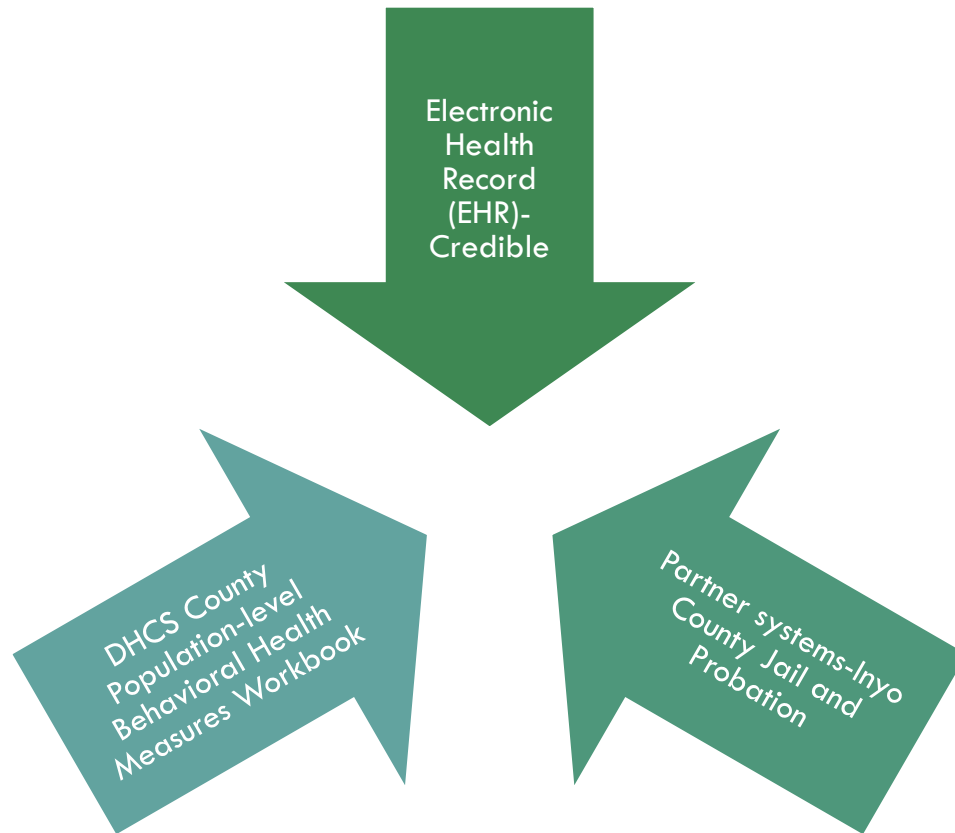 Electronic
Health
Record
(EHR)-
Credible
DHCS County
Population-level
Behavioral Health
Measures Workbook
Partner systems-Inyo
County Jail and
Probation